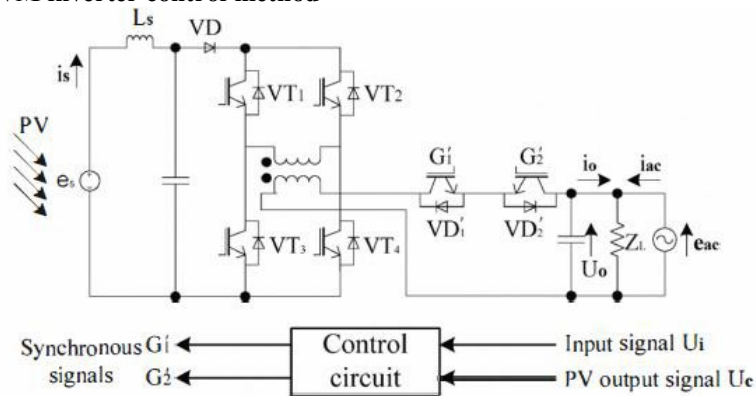 Ls
VD
is
VT1
VT2
PV
es
G1′
G2′
io
iac
VD1′
VD2′
VT3
VT4
Uo
ZL
eac
Synchronous signals
G1′
G2′
Control circuit
Input signal Ui
PV output signal Uc